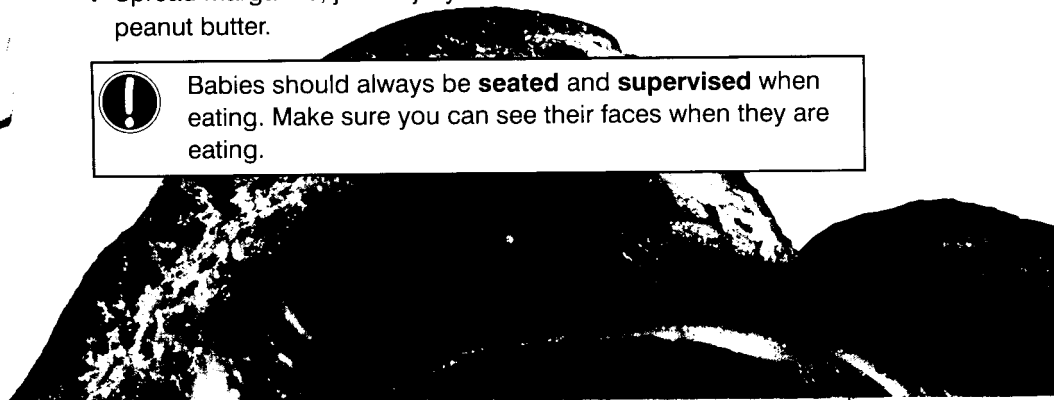 peanut butter.
Babies should always be seated and supervised when
eating. Make sure you can see their faces when they are
eating.